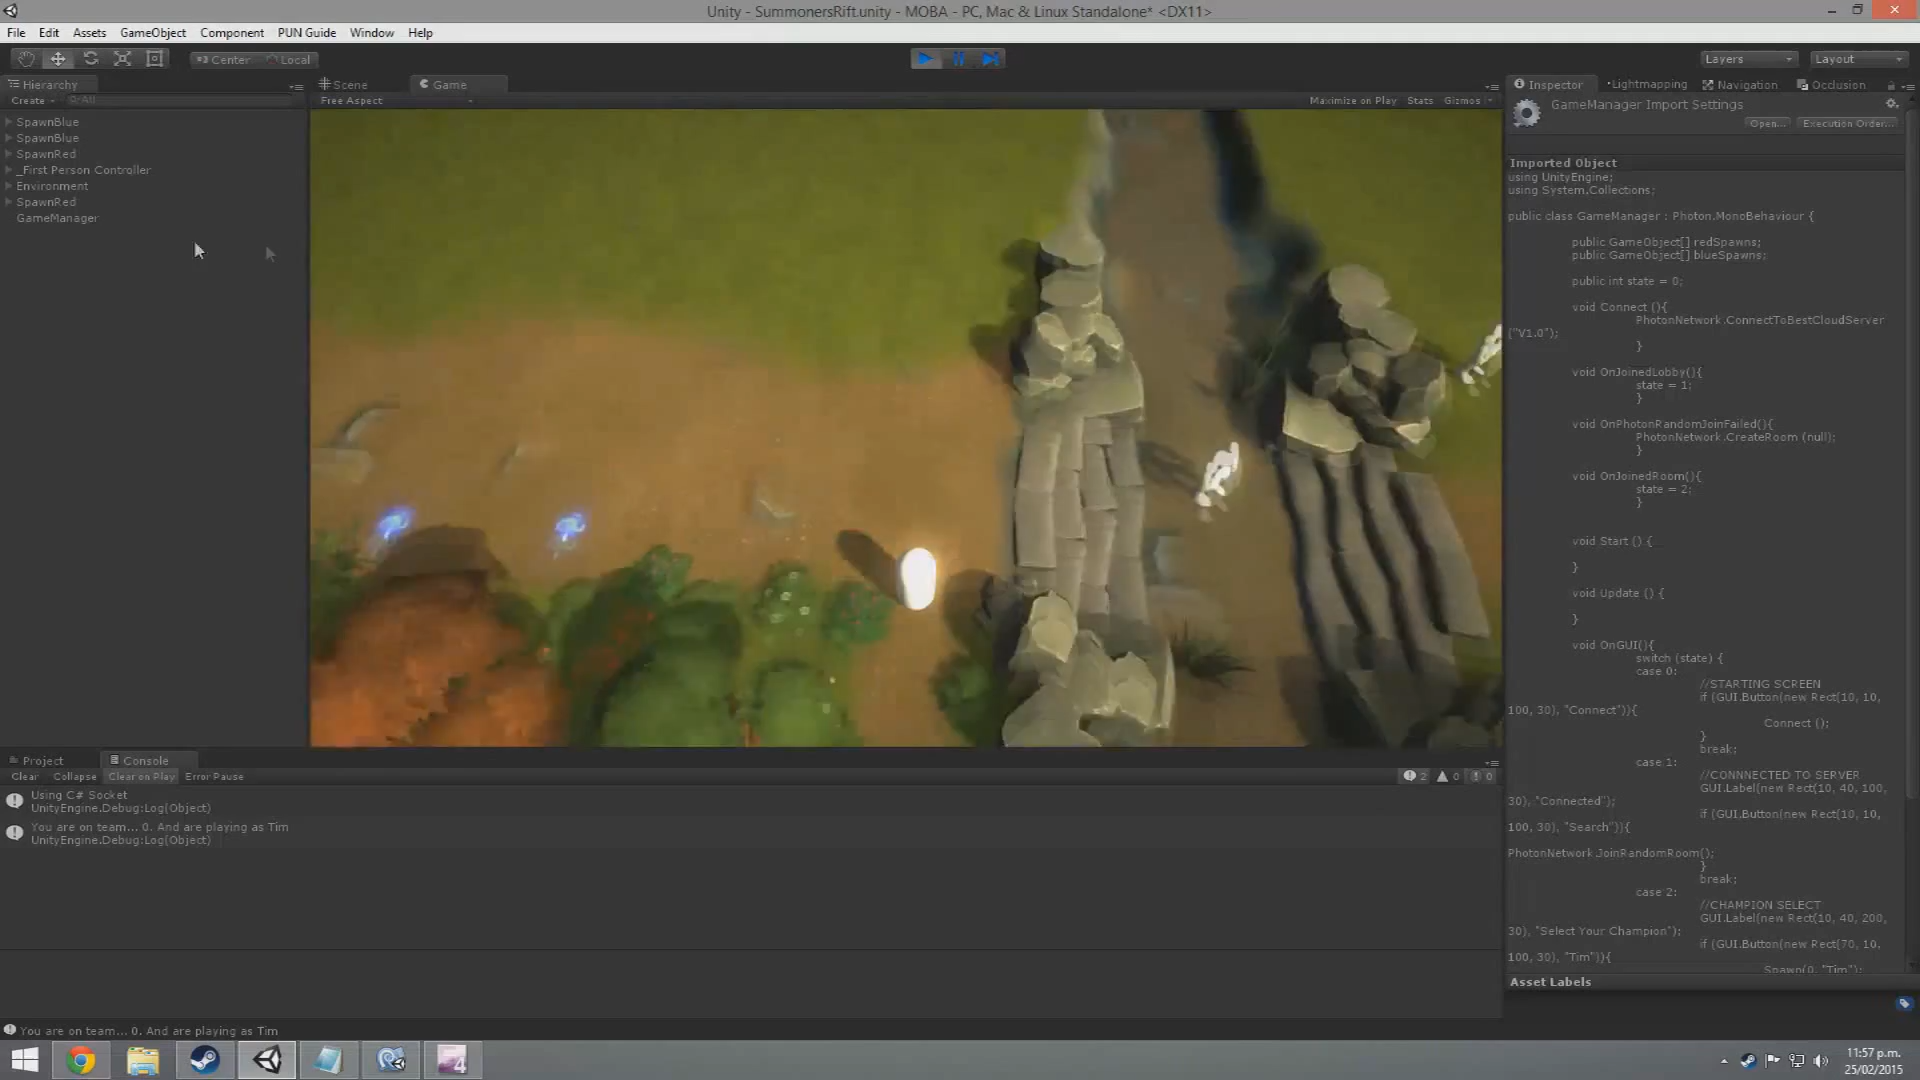 Unity - SummonersRift.unity - MOBA - PC, Mac & Linux Standalone* <DX11>
File Edit Assets GameObject Component PUN Guide Window Help
Center Local
Layers Layout
Hierarchy
Create All
SpawnBlue
SpawnBlue
SpawnRed
_First Person Controller
Environment
SpawnRed
GameManager
Scene Game
Free Aspect Maximize on Play Stats Gizmos
Inspector Lightmapping Navigation Occlusion
GameManager Import Settings
Open... Execution Order...
Imported Object
using UnityEngine;
using System.Collections;
public class GameManager : Photon.MonoBehaviour {
public GameObject[] redSpawns;
public GameObject[] blueSpawns;
public int state = 0;
void Connect (){
PhotonNetwork.ConnectToBestCloudServer
("V1.0");
}
void OnJoinedLobby(){
state = 1;
}
void OnPhotonRandomJoinFailed(){
PhotonNetwork.CreateRoom (null);
}
void OnJoinedRoom(){
state = 2;
}
void Start () {
}
void Update () {
}
void OnGUI(){
switch (state) {
case 0:
//STARTING SCREEN
if (GUI.Button(new Rect(10, 10,
100, 30), "Connect")){
Connect ();
}
break;
case 1:
//CONNNECTED TO SERVER
GUI.Label(new Rect(10, 40, 100,
30), "Connected");
if (GUI.Button(new Rect(10, 10,
100, 30), "Search")){
PhotonNetwork.JoinRandomRoom();
}
break;
case 2:
//CHAMPION SELECT
GUI.Label(new Rect(10, 40, 200,
30), "Select Your Champion");
if (GUI.Button(new Rect(70, 10,
100, 30), "Tim")){
Spawn(0, "Tim");
Asset Labels
Project Console
Clear Collapse Clear on Play Error Pause 2 0 0
Using C# Socket
UnityEngine.Debug:Log(Object)
You are on team... 0. And are playing as Tim
UnityEngine.Debug:Log(Object)
You are on team... 0. And are playing as Tim
4
11:57 p.m.
25/02/2015